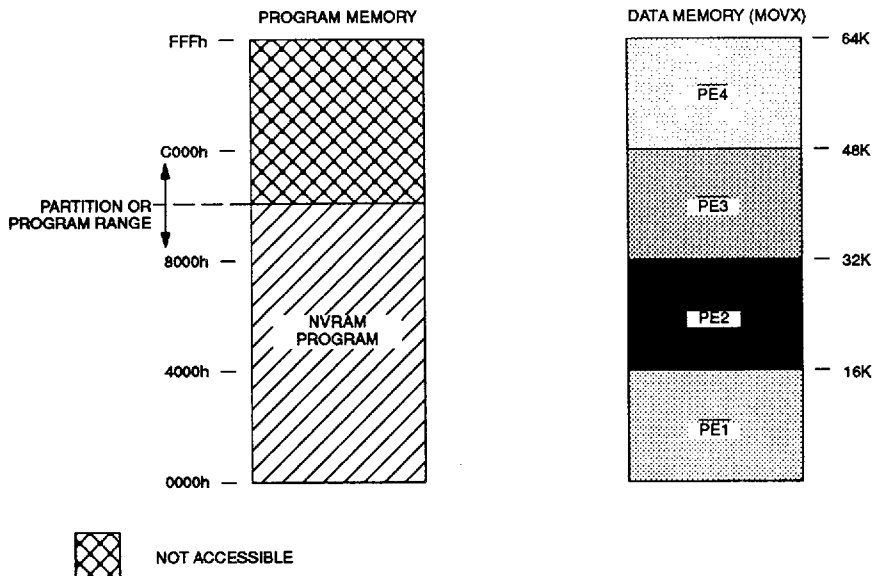 PROGRAM MEMORY
FFFh
C000h
PARTITION OR
PROGRAM RANGE
8000h
NVRAM
PROGRAM
4000h
0000h
NOT ACCESSIBLE
DATA MEMORY (MOVX)
64K
PE4
48K
PE3
32K
PE2
16K
PE1